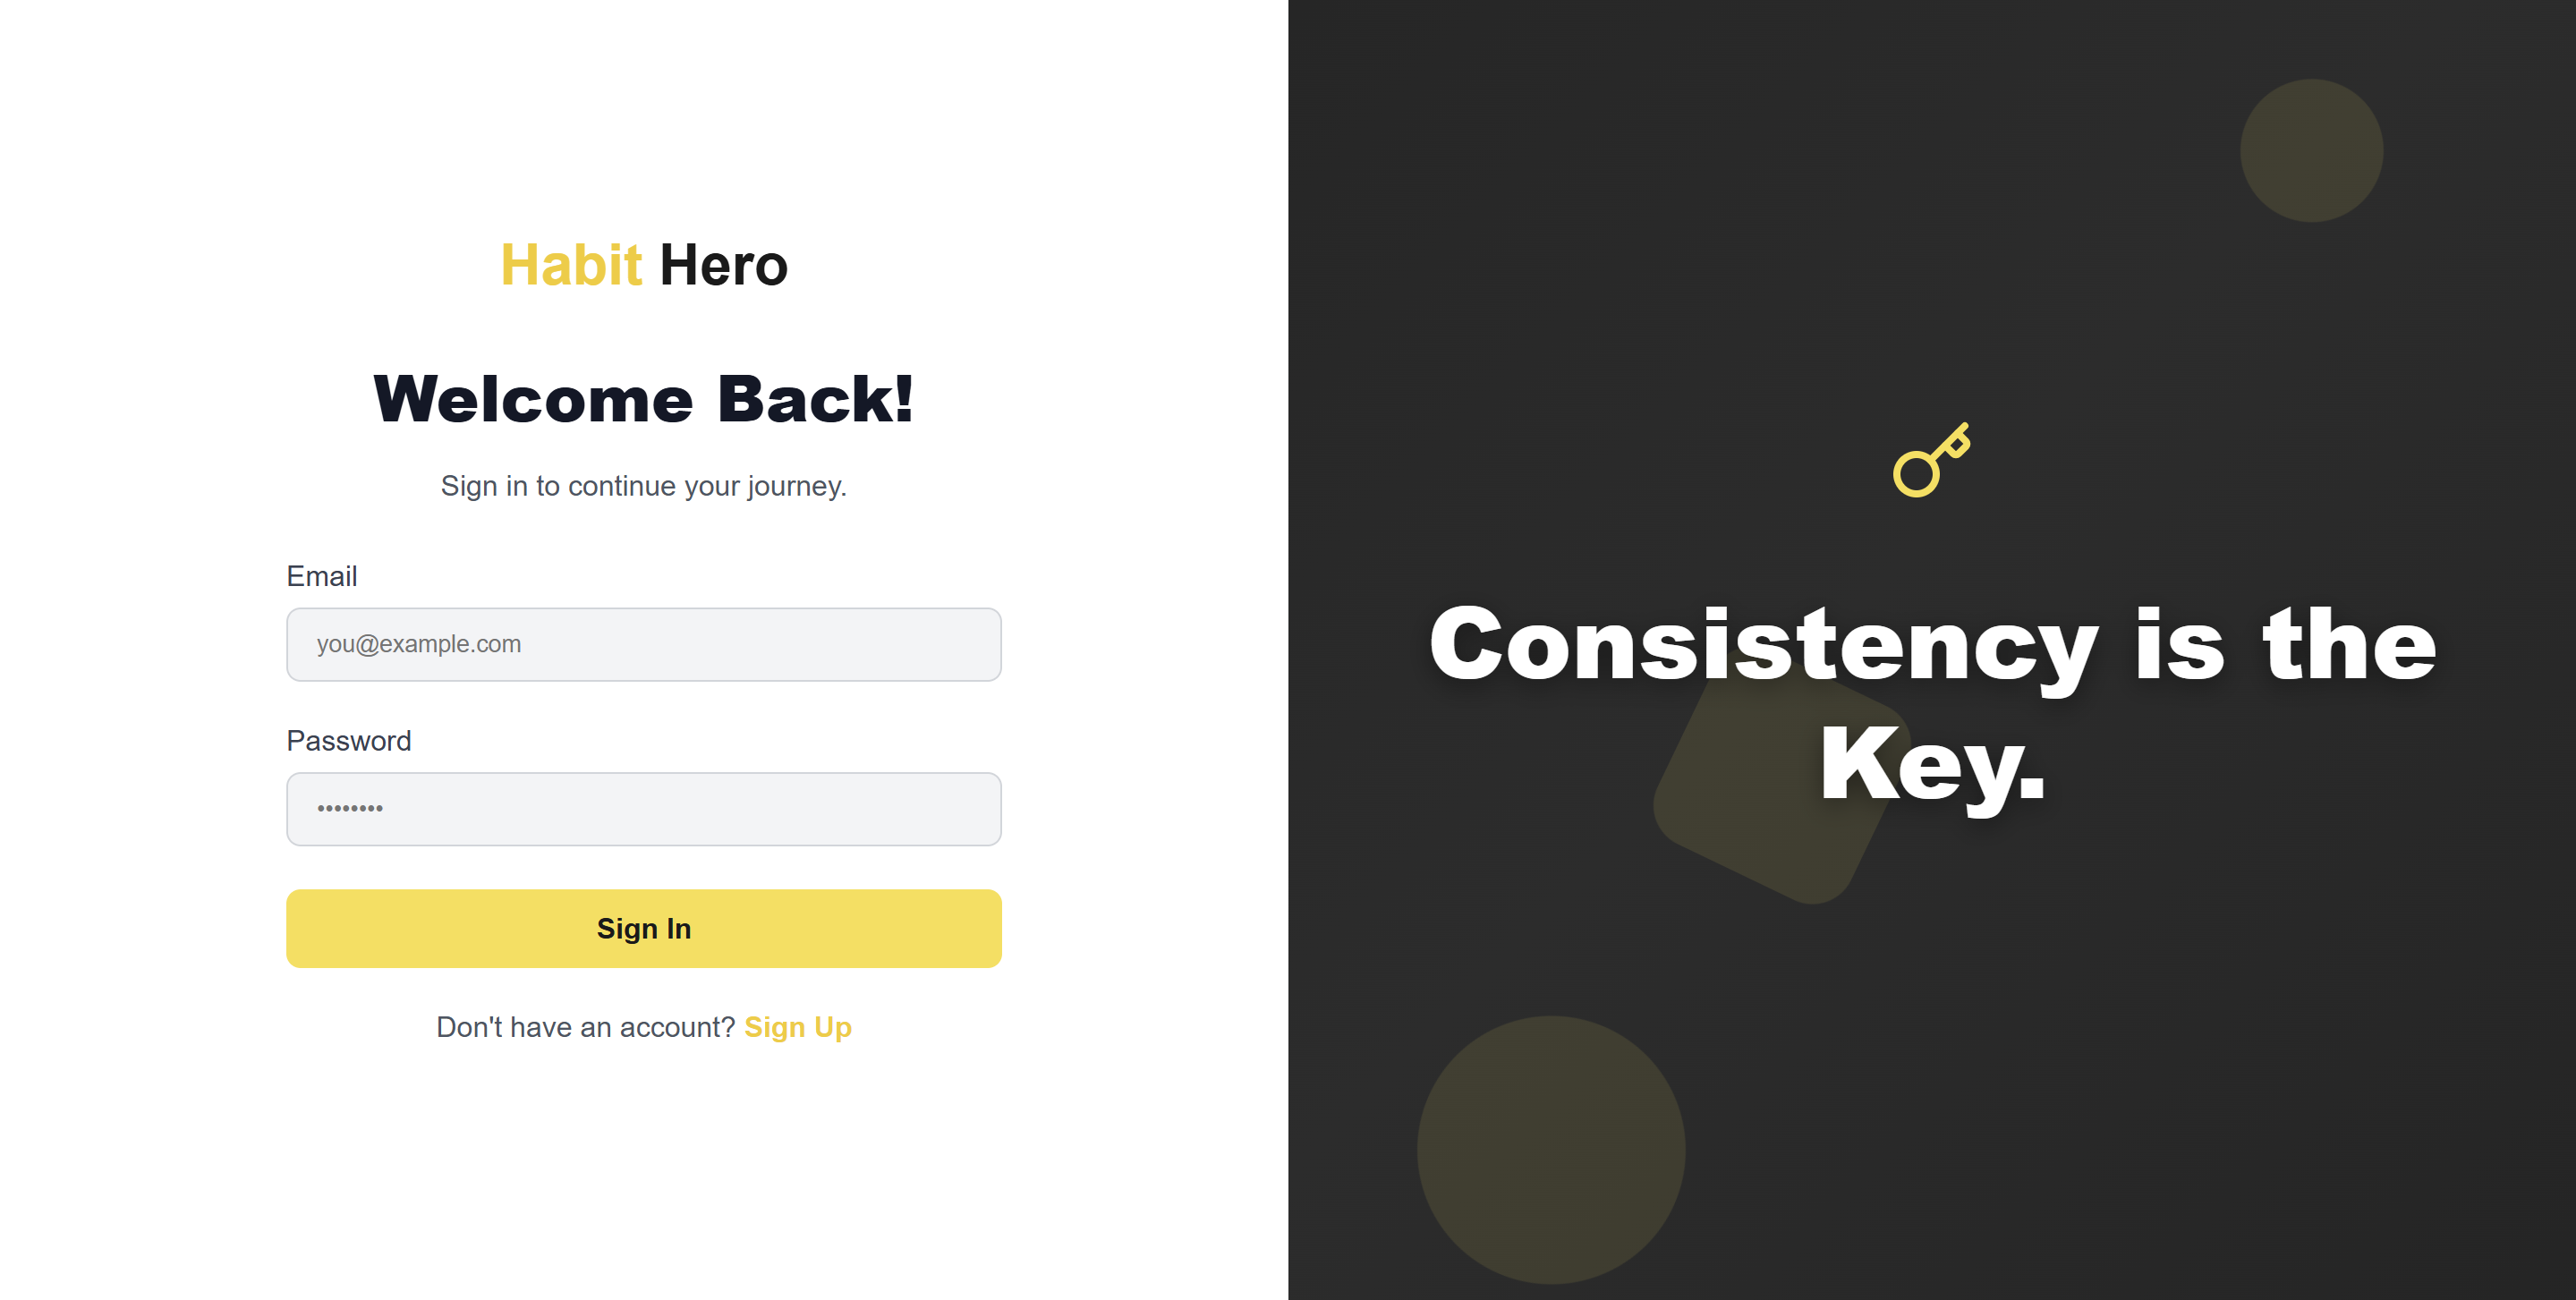 Habit Hero
Welcome Back!
Sign in to continue your journey.
Email
you@example.com
Password
••••••••
Sign In
Don't have an account? Sign Up
Consistency is the
Key.